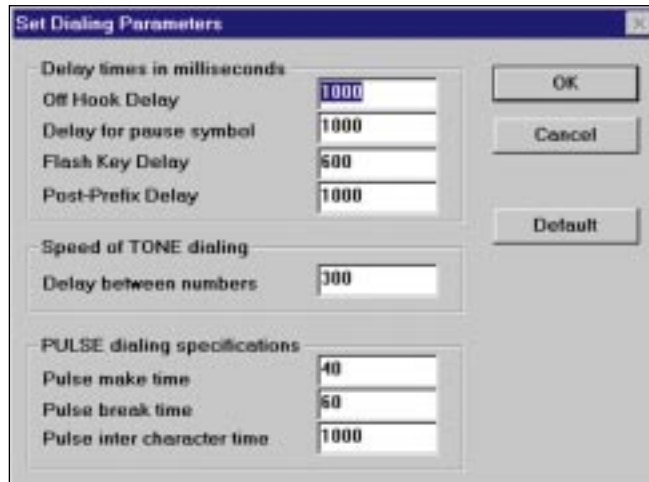 Set Dialing Parameters
Delay times in milliseconds
Off Hook Delay 1000
Delay for pause symbol 1000
Flash Key Delay 600
Post-Prefix Delay 1000
OK
Cancel
Default
Speed of TONE dialing
Delay between numbers 300
PULSE dialing specifications
Pulse make time 40
Pulse break time 60
Pulse inter character time 1000